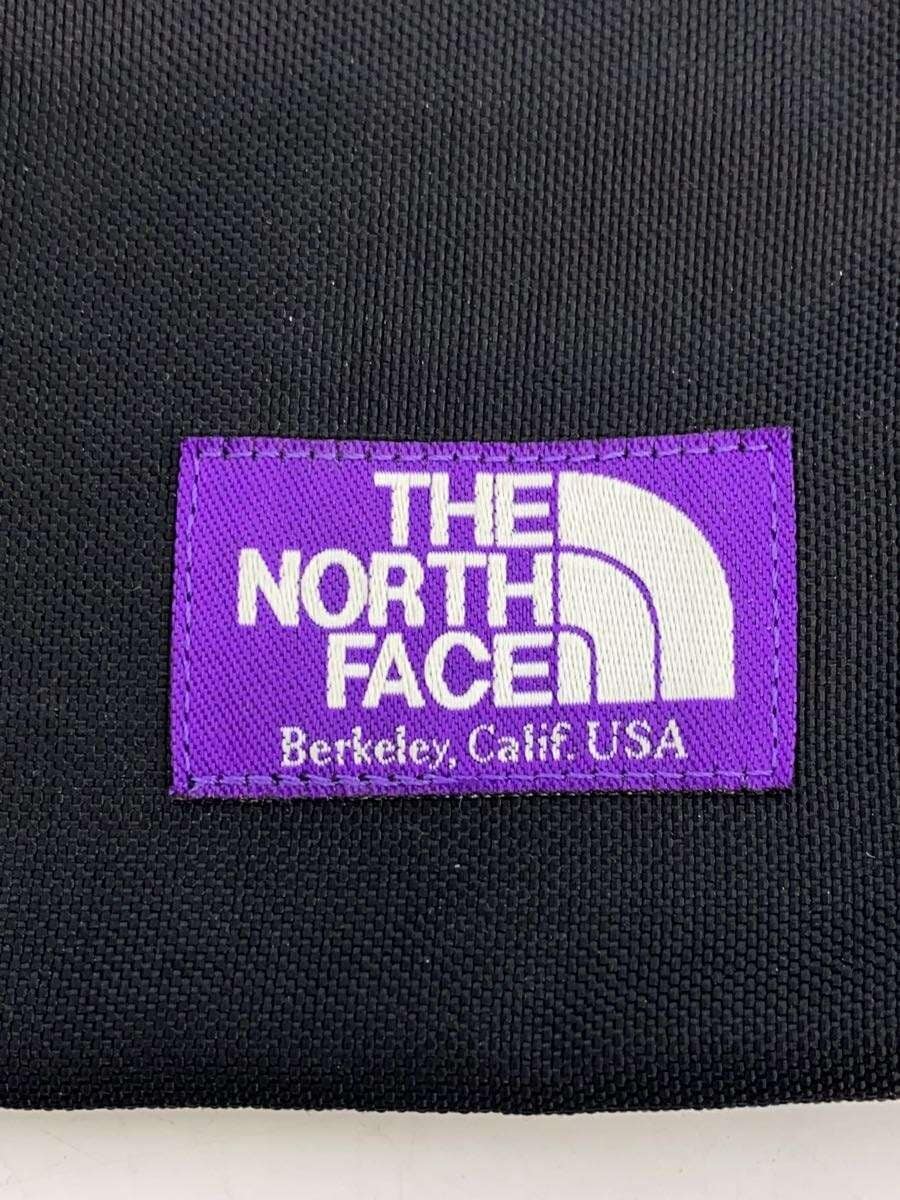 THE
NORTH
FACE
Berkeley, Calif. USA